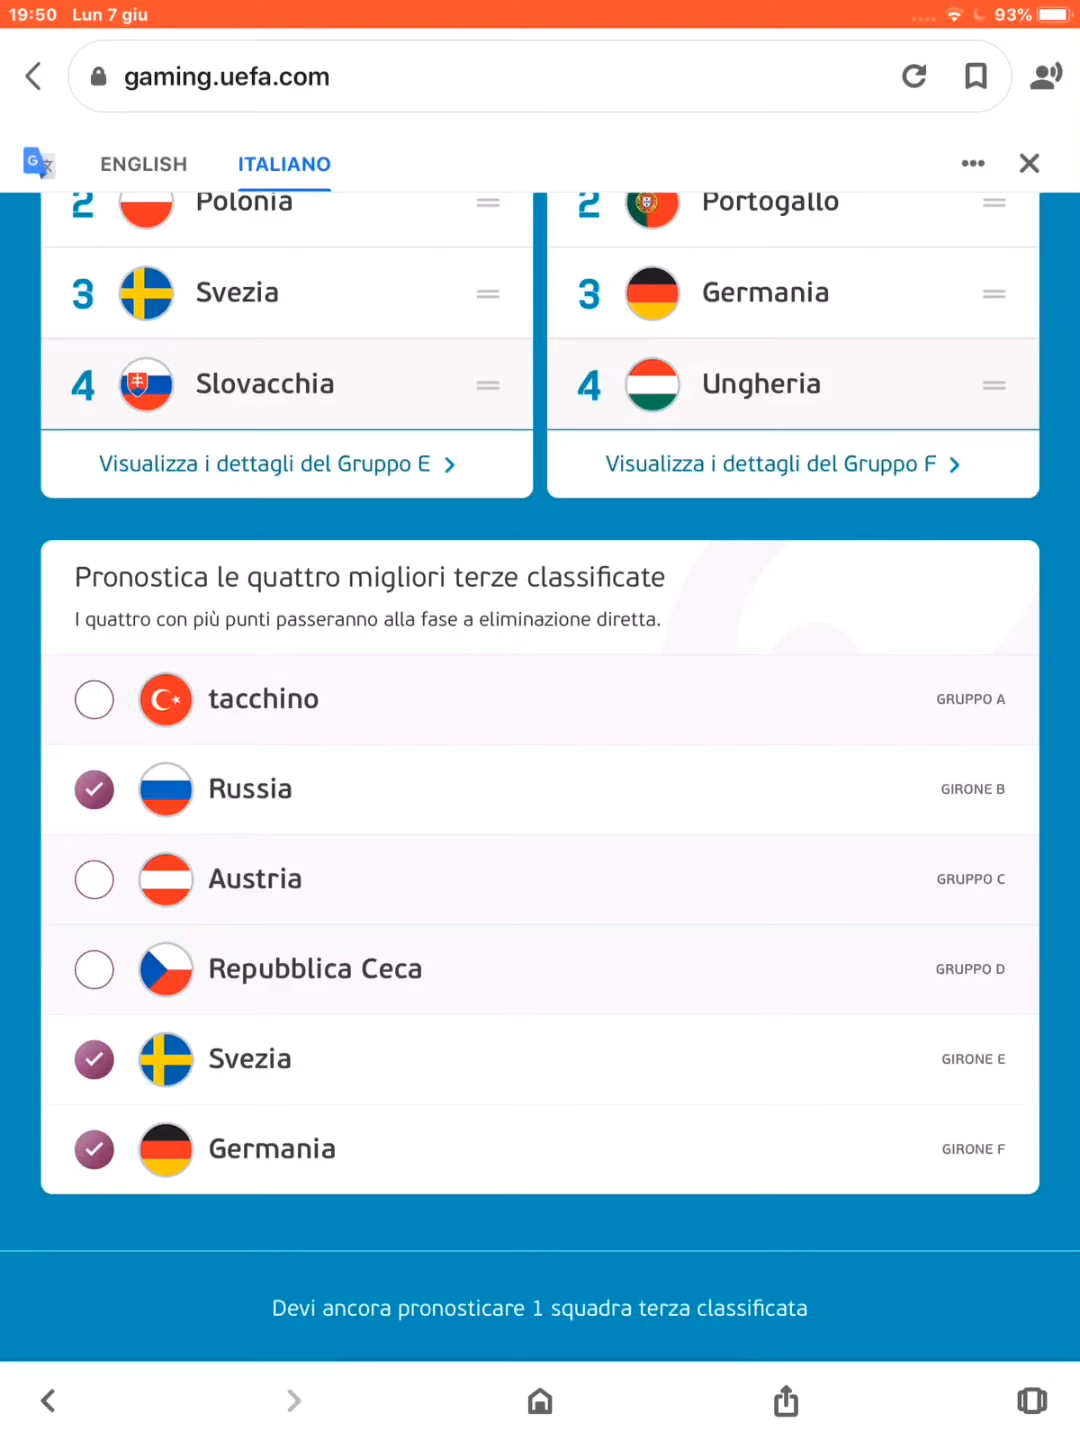 19:50 Lun 7 giu 93%
gaming.uefa.com
ENGLISH ITALIANO
2 Polonia
3 Svezia
4 Slovacchia
Visualizza i dettagli del Gruppo E
2 Portogallo
3 Germania
4 Ungheria
Visualizza i dettagli del Gruppo F
Pronostica le quattro migliori terze classificate
I quattro con più punti passeranno alla fase a eliminazione diretta.
tacchino GRUPPO A
Russia GIRONE B
Austria GRUPPO C
Repubblica Ceca GRUPPO D
Svezia GIRONE E
Germania GIRONE F
Devi ancora pronosticare 1 squadra terza classificata